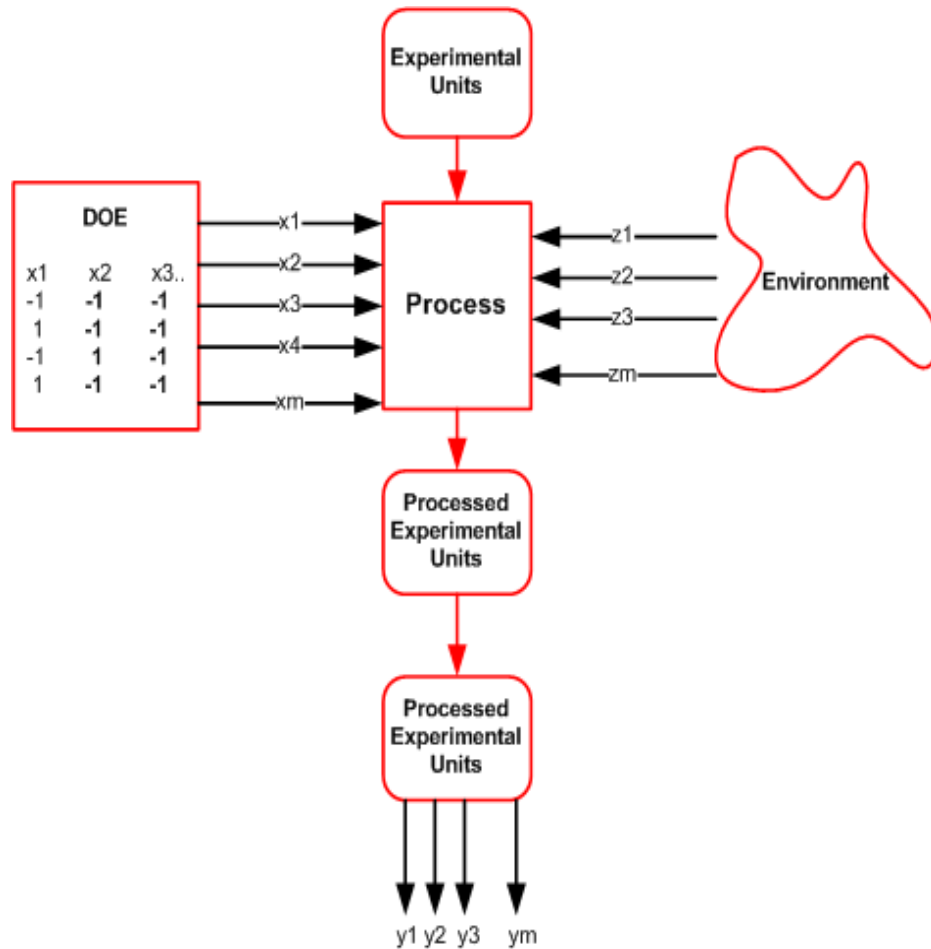 Experimental
Units
DOE
x1 x2 x3..
-1 -1 -1
1 -1 -1
-1 1 -1
1 -1 -1
x1
x2
x3
x4
xm
Process
z1
z2
z3
zm
Environment
Processed
Experimental
Units
Processed
Experimental
Units
y1 y2 y3 ym